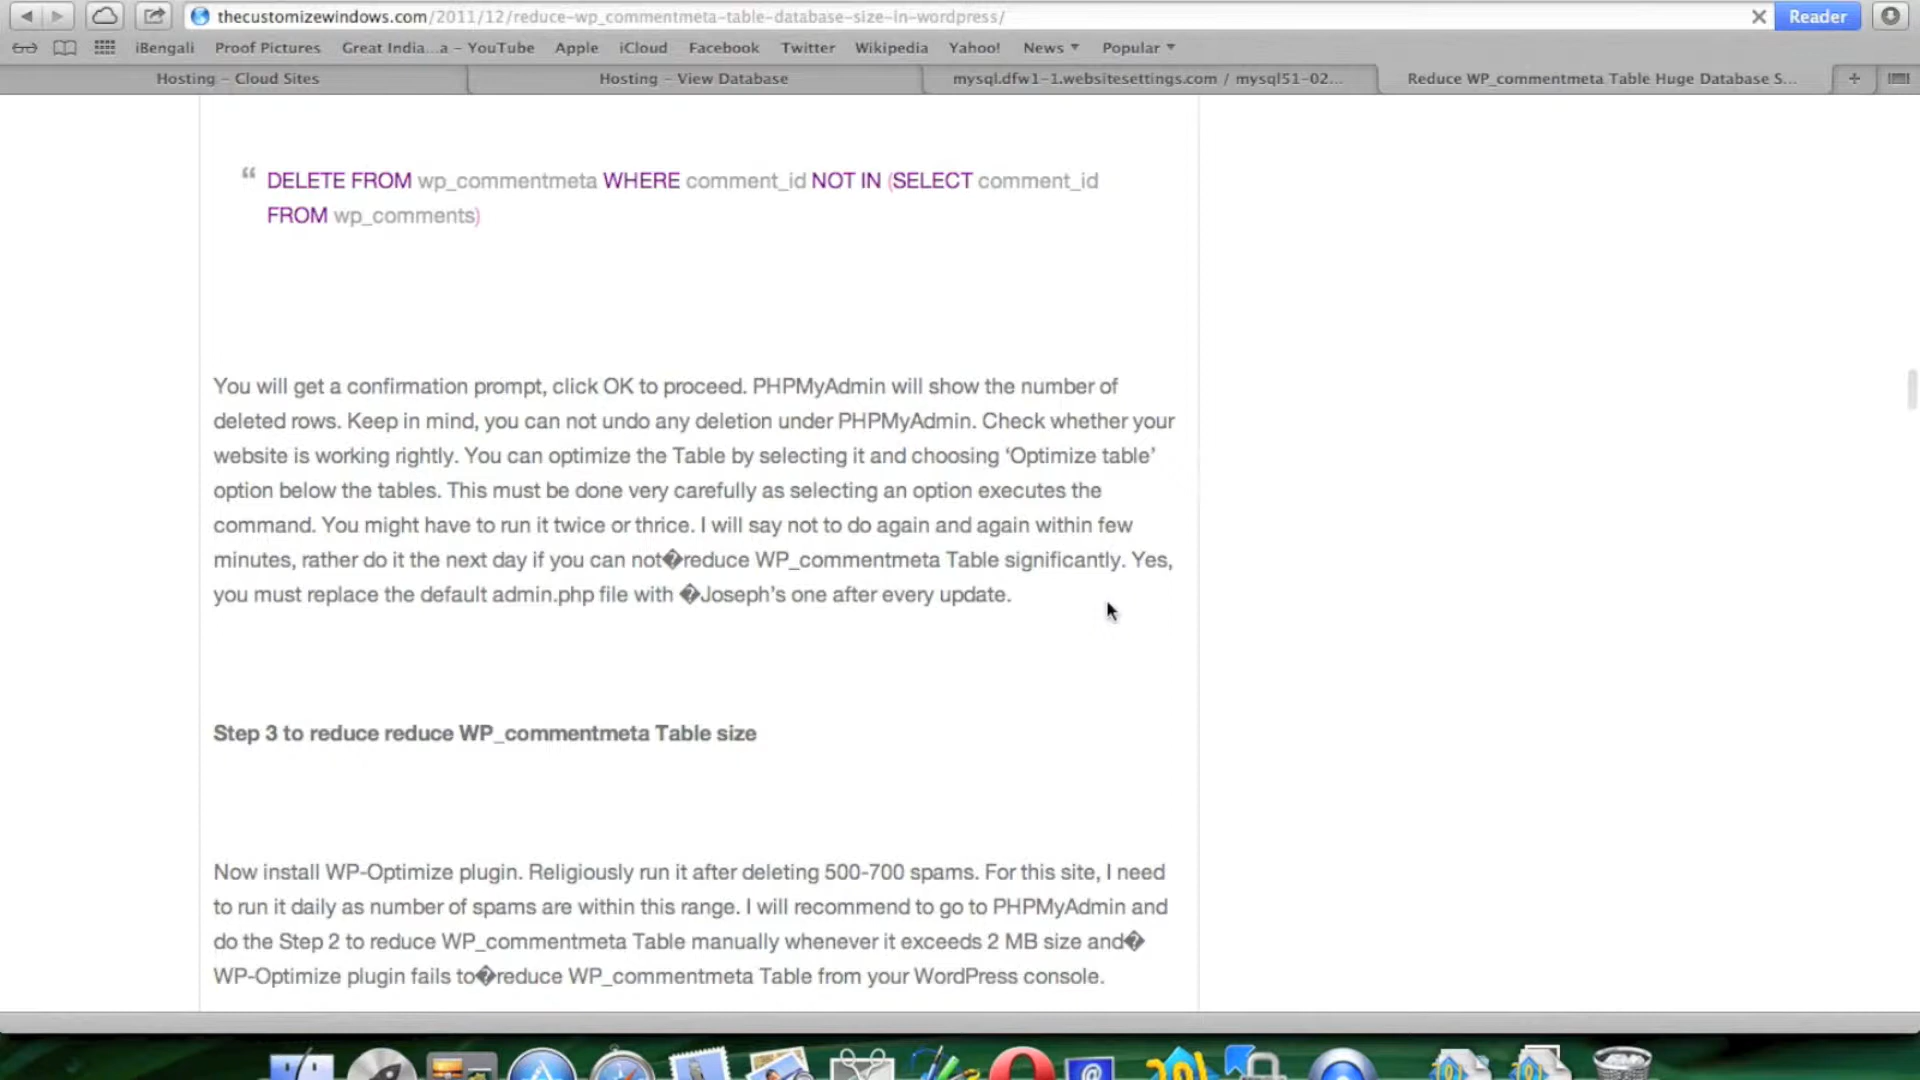 thecustomizewindows.com/2011/12/reduce-wp_commentmeta-table-database-size-in-wordpress/
Reader
iBengali Proof Pictures Great India...a – YouTube Apple iCloud Facebook Twitter Wikipedia Yahoo! News Popular
Hosting – Cloud Sites Hosting – View Database mysql.dfw1-1.websitesettings.com / mysql51-02... Reduce WP_commentmeta Table Huge Database S...
“ DELETE FROM wp_commentmeta WHERE comment_id NOT IN (SELECT comment_id
FROM wp_comments)
You will get a confirmation prompt, click OK to proceed. PHPMyAdmin will show the number of
deleted rows. Keep in mind, you can not undo any deletion under PHPMyAdmin. Check whether your
website is working rightly. You can optimize the Table by selecting it and choosing ‘Optimize table’
option below the tables. This must be done very carefully as selecting an option executes the
command. You might have to run it twice or thrice. I will say not to do again and again within few
minutes, rather do it the next day if you can not�reduce WP_commentmeta Table significantly. Yes,
you must replace the default admin.php file with �Joseph’s one after every update.
Step 3 to reduce reduce WP_commentmeta Table size
Now install WP-Optimize plugin. Religiously run it after deleting 500-700 spams. For this site, I need
to run it daily as number of spams are within this range. I will recommend to go to PHPMyAdmin and
do the Step 2 to reduce WP_commentmeta Table manually whenever it exceeds 2 MB size and�
WP-Optimize plugin fails to�reduce WP_commentmeta Table from your WordPress console.